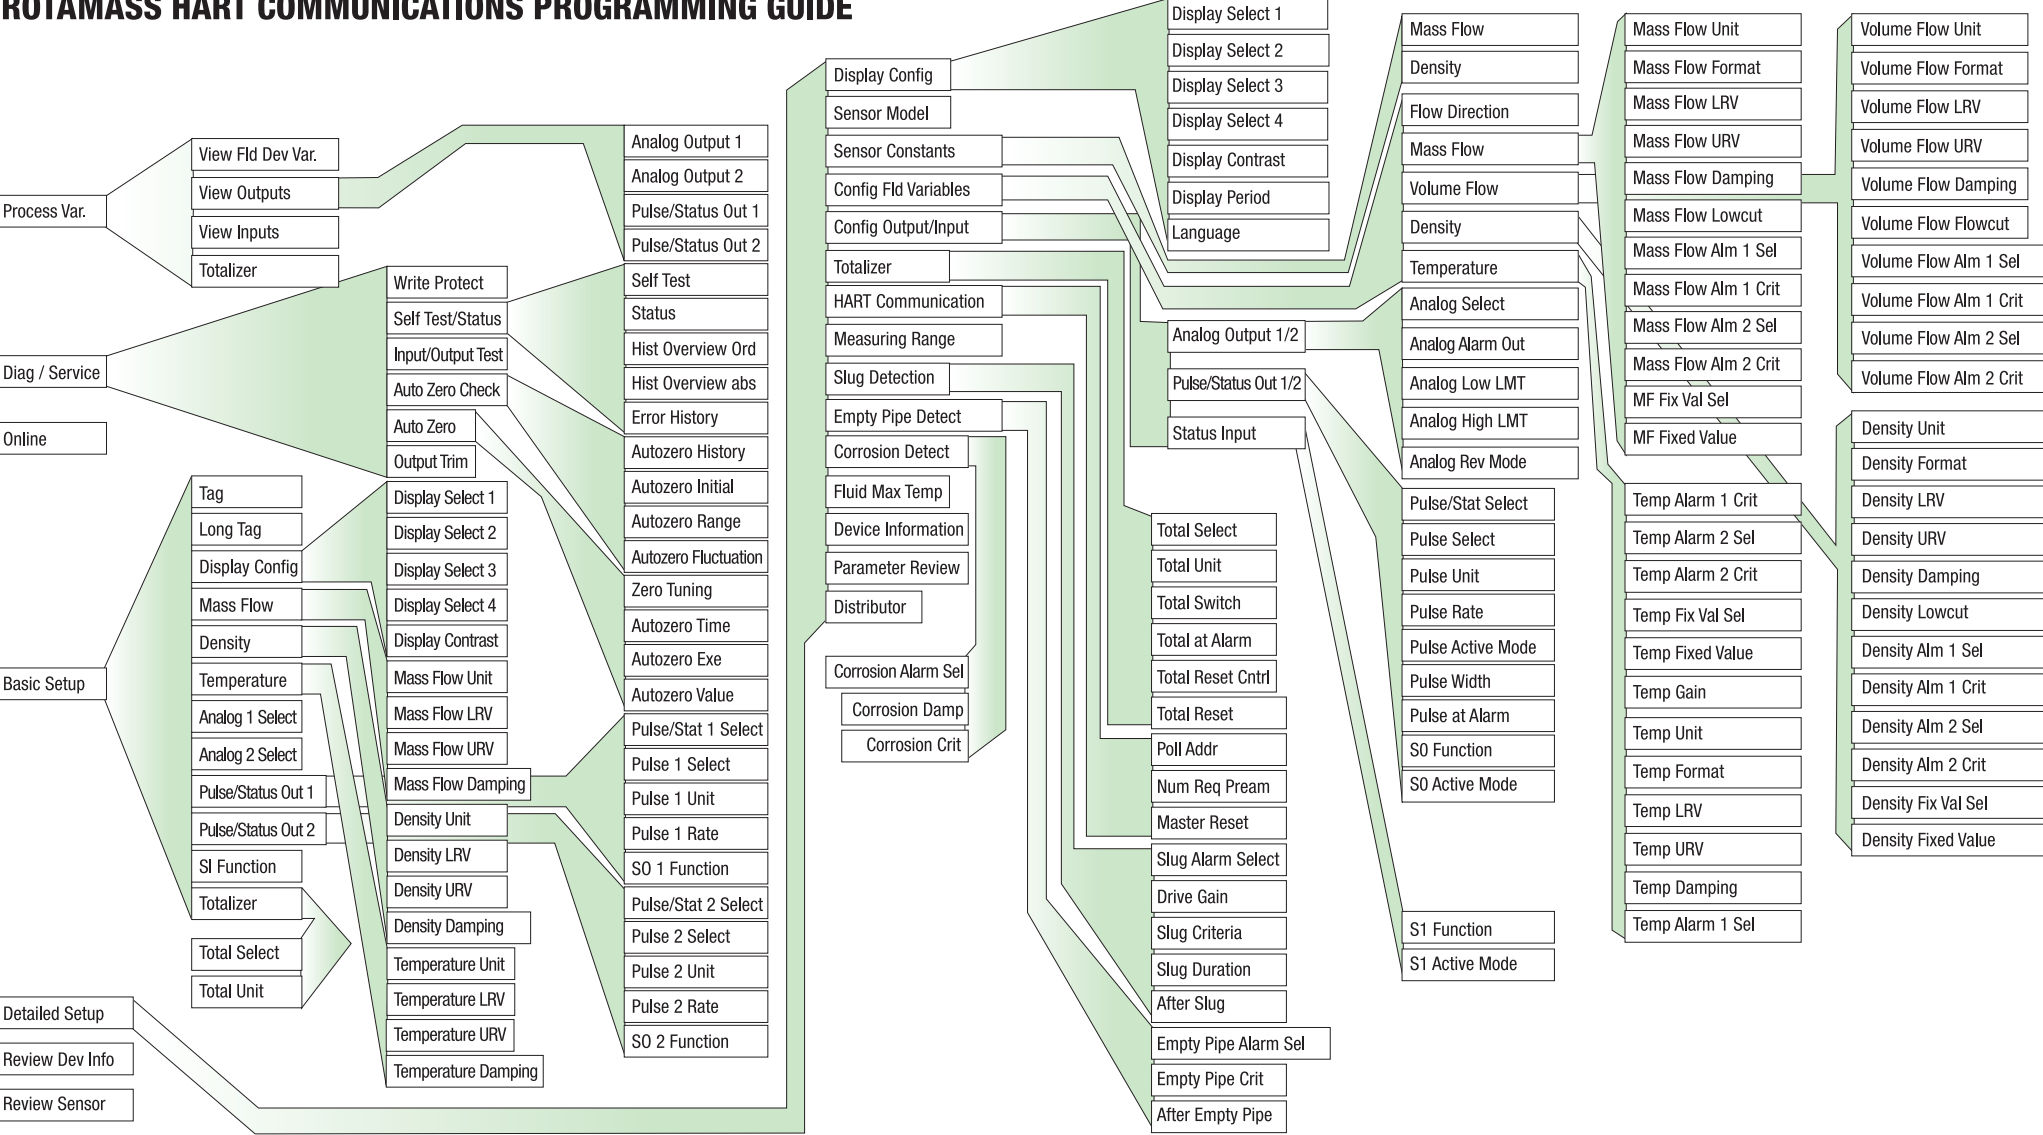 ROTAMASS HART COMMUNICATIONS PROGRAMMING GUIDE
Process Var.
Diag / Service
Online
Basic Setup
Detailed Setup
Review Dev Info
Review Sensor
View Fld Dev Var.
View Outputs
View Inputs
Totalizer
Tag
Long Tag
Display Config
Mass Flow
Density
Temperature
Analog 1 Select
Analog 2 Select
Pulse/Status Out 1
Pulse/Status Out 2
SI Function
Totalizer
Total Select
Total Unit
Write Protect
Self Test/Status
Input/Output Test
Auto Zero Check
Auto Zero
Output Trim
Display Select 1
Display Select 2
Display Select 3
Display Select 4
Display Contrast
Mass Flow Unit
Mass Flow LRV
Mass Flow URV
Mass Flow Damping
Density Unit
Density LRV
Density URV
Density Damping
Temperature Unit
Temperature LRV
Temperature URV
Temperature Damping
Analog Output 1
Analog Output 2
Pulse/Status Out 1
Pulse/Status Out 2
Self Test
Status
Hist Overview Ord
Hist Overview abs
Error History
Autozero History
Autozero Initial
Autozero Range
Autozero Fluctuation
Zero Tuning
Autozero Time
Autozero Exe
Autozero Value
Pulse/Stat 1 Select
Pulse 1 Select
Pulse 1 Unit
Pulse 1 Rate
SO 1 Function
Pulse/Stat 2 Select
Pulse 2 Select
Pulse 2 Unit
Pulse 2 Rate
SO 2 Function
Display Config
Sensor Model
Sensor Constants
Config Fld Variables
Config Output/Input
Totalizer
HART Communication
Measuring Range
Slug Detection
Empty Pipe Detect
Corrosion Detect
Fluid Max Temp
Device Information
Parameter Review
Distributor
Corrosion Alarm Sel
Corrosion Damp
Corrosion Crit
Display Select 1
Display Select 2
Display Select 3
Display Select 4
Display Contrast
Display Period
Language
Analog Output 1/2
Pulse/Status Out 1/2
Status Input
Total Select
Total Unit
Total Switch
Total at Alarm
Total Reset Cntrl
Total Reset
Poll Addr
Num Req Pream
Master Reset
Slug Alarm Select
Drive Gain
Slug Criteria
Slug Duration
After Slug
Empty Pipe Alarm Sel
Empty Pipe Crit
After Empty Pipe
Mass Flow
Density
Flow Direction
Mass Flow
Volume Flow
Density
Temperature
Analog Select
Analog Alarm Out
Analog Low LMT
Analog High LMT
Analog Rev Mode
Pulse/Stat Select
Pulse Select
Pulse Unit
Pulse Rate
Pulse Active Mode
Pulse Width
Pulse at Alarm
S0 Function
S0 Active Mode
S1 Function
S1 Active Mode
Mass Flow Unit
Mass Flow Format
Mass Flow LRV
Mass Flow URV
Mass Flow Damping
Mass Flow Lowcut
Mass Flow Alm 1 Sel
Mass Flow Alm 1 Crit
Mass Flow Alm 2 Sel
Mass Flow Alm 2 Crit
MF Fix Val Sel
MF Fixed Value
Temp Alarm 1 Crit
Temp Alarm 2 Sel
Temp Alarm 2 Crit
Temp Fix Val Sel
Temp Fixed Value
Temp Gain
Temp Unit
Temp Format
Temp LRV
Temp URV
Temp Damping
Temp Alarm 1 Sel
Volume Flow Unit
Volume Flow Format
Volume Flow LRV
Volume Flow URV
Volume Flow Damping
Volume Flow Flowcut
Volume Flow Alm 1 Sel
Volume Flow Alm 1 Crit
Volume Flow Alm 2 Sel
Volume Flow Alm 2 Crit
Density Unit
Density Format
Density LRV
Density URV
Density Damping
Density Lowcut
Density Alm 1 Sel
Density Alm 1 Crit
Density Alm 2 Sel
Density Alm 2 Crit
Density Fix Val Sel
Density Fixed Value